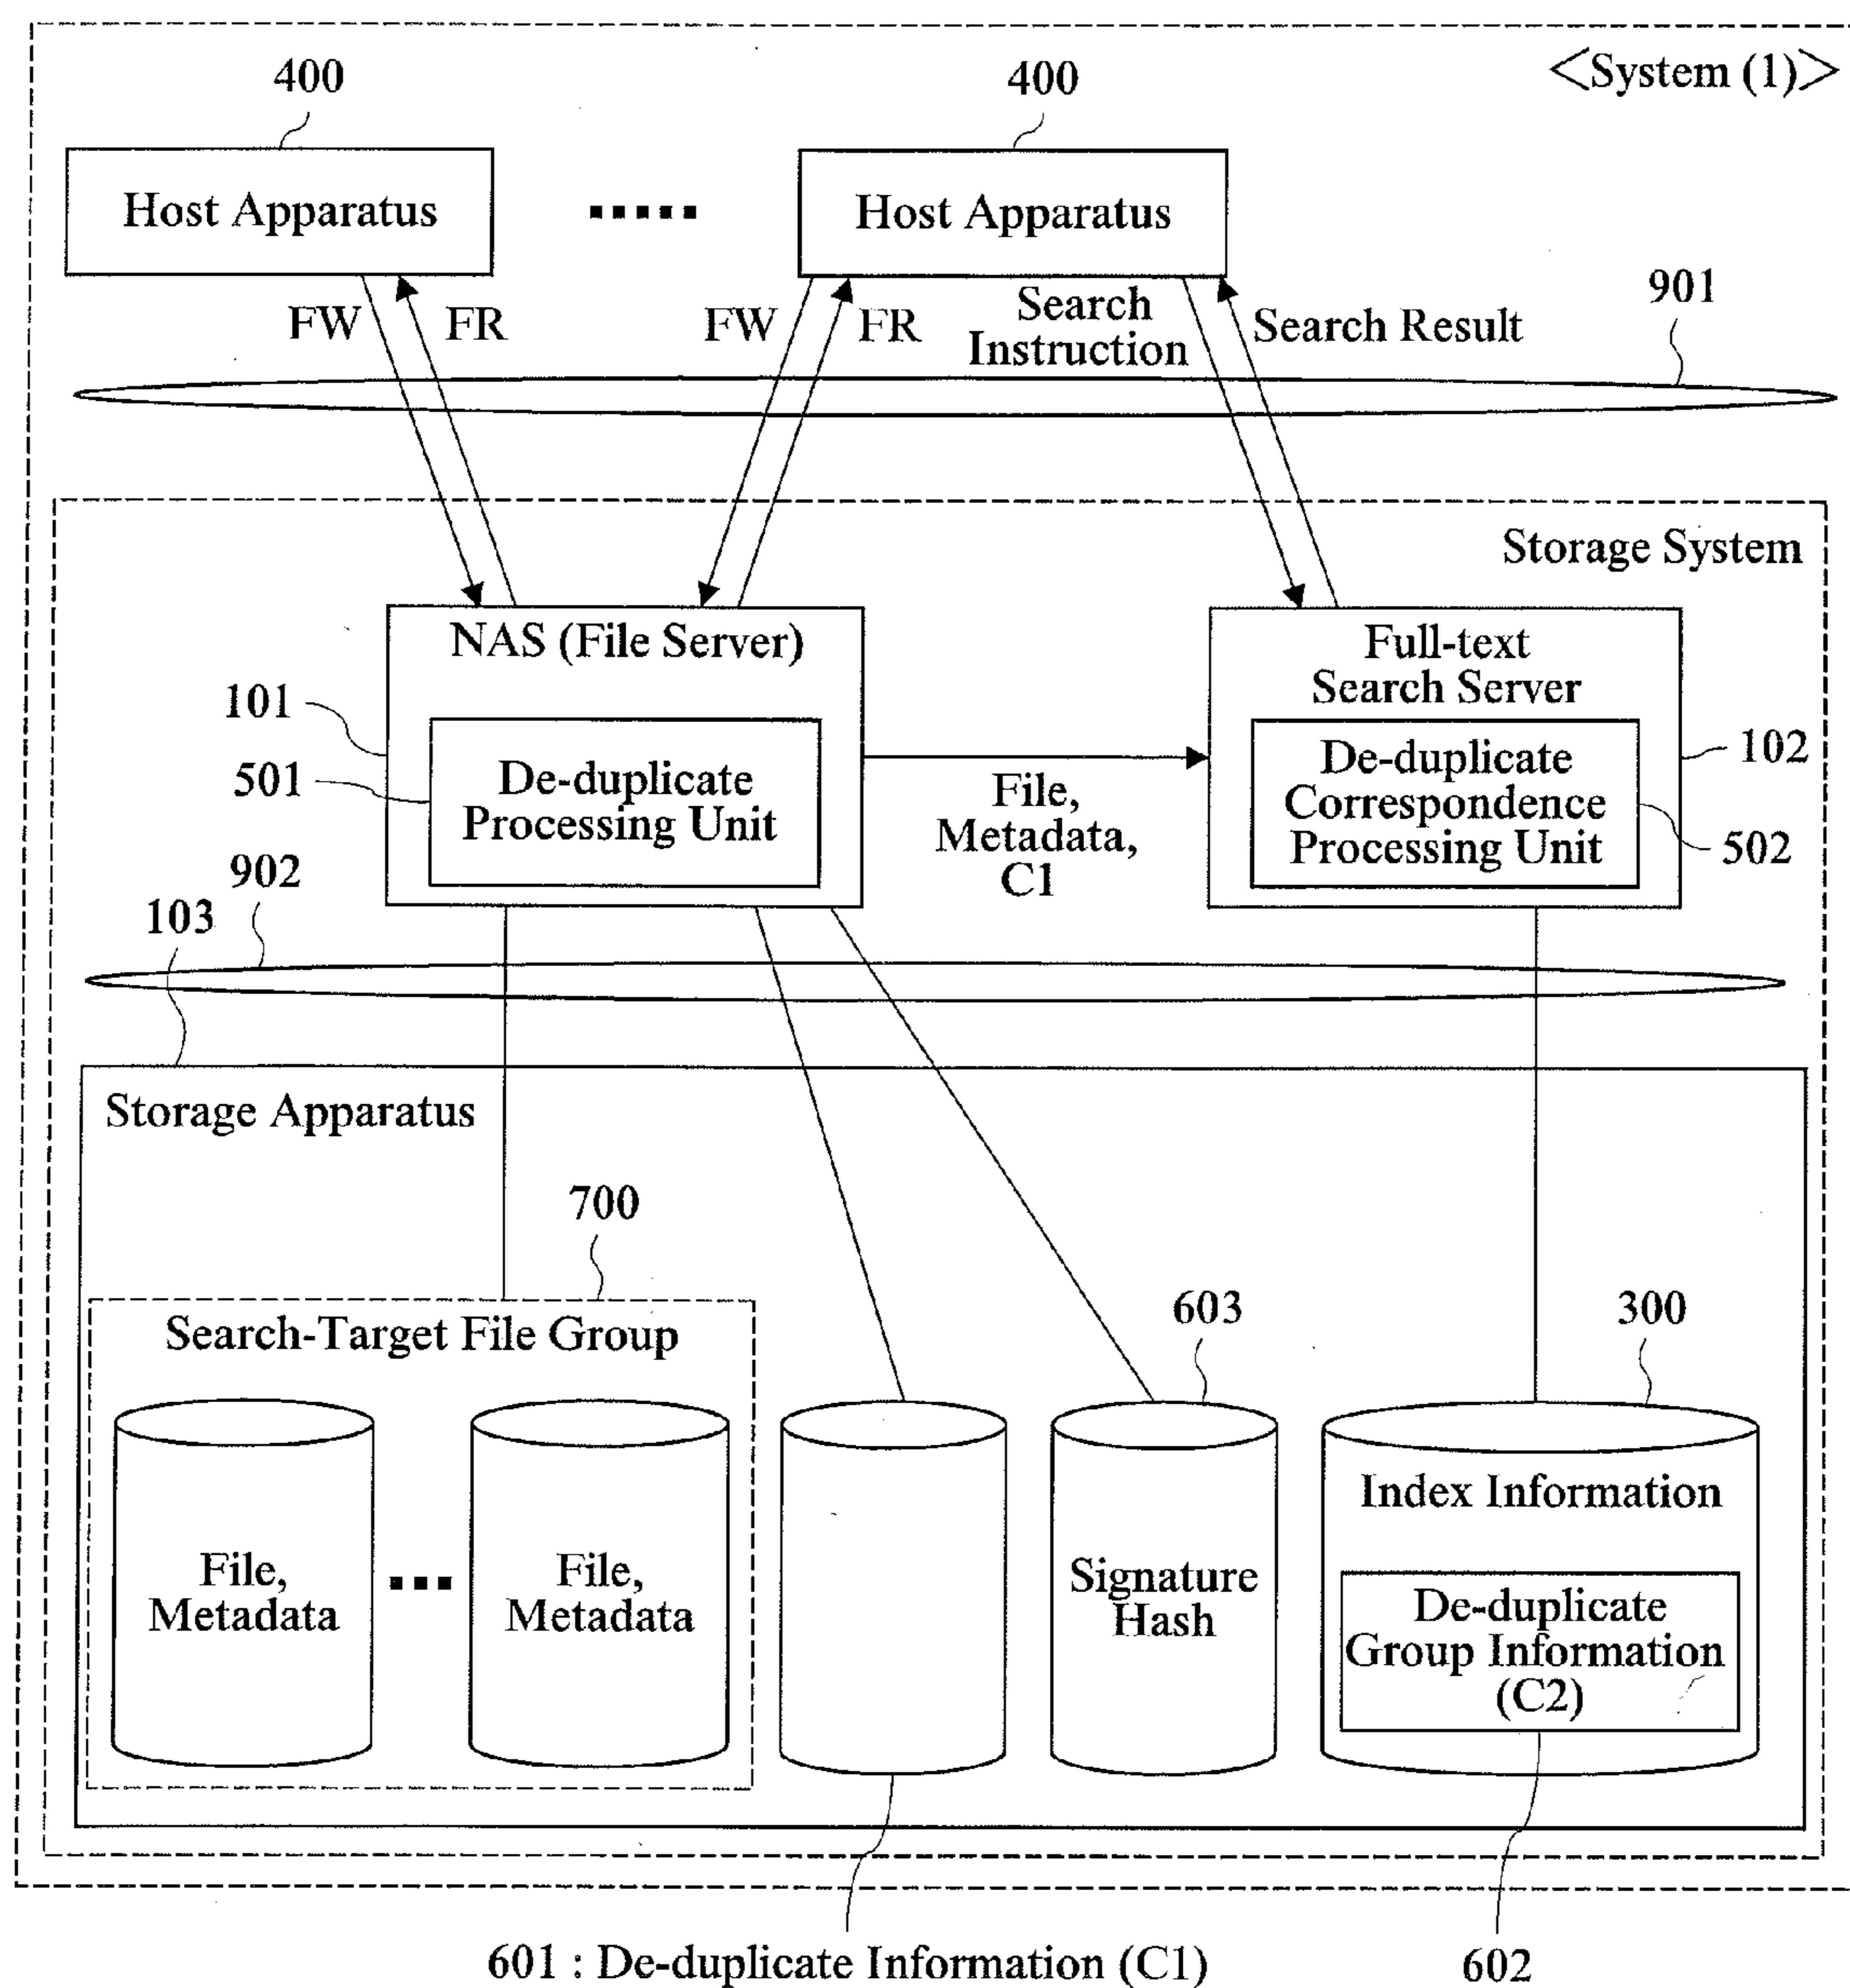 <System (1)>
400
400
Host Apparatus
Host Apparatus
FW
FR
FW
FR
Search
Instruction
Search Result
901
Storage System
NAS (File Server)
Full-text
Search Server
101
501
De-duplicate
Processing Unit
File,
Metadata,
C1
De-duplicate
Correspondence
Processing Unit
102
502
902
103
Storage Apparatus
700
Search-Target File Group
603
300
File,
Metadata
File,
Metadata
Signature
Hash
Index Information
De-duplicate
Group Information
(C2)
601 : De-duplicate Information (C1)
602